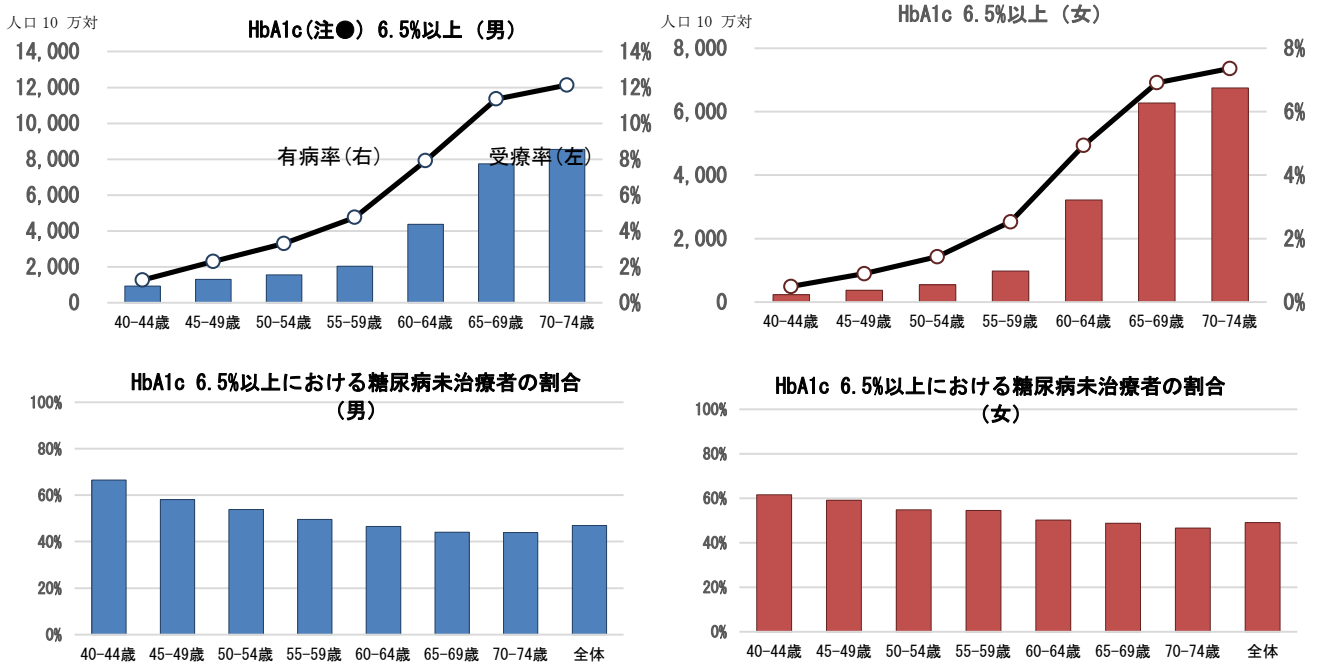 人口10 万対
HbA1c(注●) 6.5%以上 (男)
14,000
12,000
10,000
8,000
6,000
4,000
2,000
0
14%
12%
10%
8%
6%
4%
2%
0%
有病率(右)
受療率(左)
40-44歳 45-49歳 50-54歳 55-59歳 60-64歳 65-69歳 70-74歳
人口10 万対
HbA1c 6.5%以上 (女)
8,000
6,000
4,000
2,000
0
8%
6%
4%
2%
0%
40-44歳 45-49歳 50-54歳 55-59歳 60-64歳 65-69歳 70-74歳
HbA1c 6.5%以上における糖尿病未治療者の割合
(男)
100%
80%
60%
40%
20%
0%
40-44歳 45-49歳 50-54歳 55-59歳 60-64歳 65-69歳 70-74歳 全体
HbA1c 6.5%以上における糖尿病未治療者の割合
(女)
100%
80%
60%
40%
20%
0%
40-44歳 45-49歳 50-54歳 55-59歳 60-64歳 65-69歳 70-74歳 全体